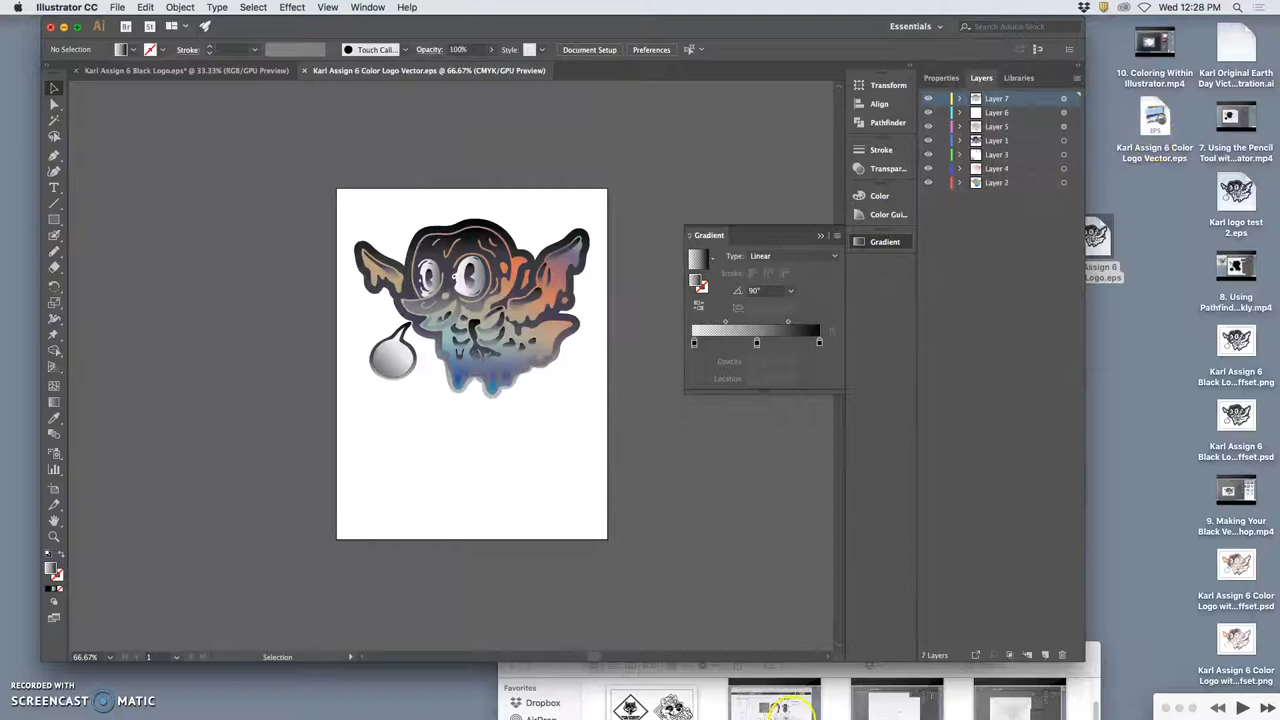 Illustrator CC File Edit Object Type Select Effect View Window Help
Wed 12:28 PM
Ai Br St
Essentials
Search Adobe Stock
No Selection Stroke: Touch Call... Opacity: 100% Style Document Setup Preferences
× Karl Assign 6 Black Logo.eps* @ 33.33% (RGB/GPU Preview)
× Karl Assign 6 Color Logo Vector.eps @ 66.67% (CMYK/GPU Preview)
Transform
Align
Pathfinder
Stroke
Transpar...
Color
Color Gui...
Gradient
Properties Layers Libraries
Layer 7
Layer 6
Layer 5
Layer 1
Layer 3
Layer 4
Layer 2
Gradient
Type: Linear
Stroke:
90°
Opacity
Location
7 Layers
66.67% 1 Selection
10. Coloring Within
Illustrator.mp4
Karl Original Earth
Day Vict...tration.ai
EPS
Karl Assign 6 Color
Logo Vector.eps
7. Using the Pencil
Tool wit...ator.mp4
Karl logo test
2.eps
Assign 6
Logo.eps
8. Using
Pathfind...kly.mp4
Karl Assign 6
Black Lo...ffset.png
Karl Assign 6
Black Lo...ffset.psd
9. Making Your
Black Ve...hop.mp4
Karl Assign 6 Color
Logo wit...ffset.psd
Karl Assign 6 Color
Logo wit...ffset.png
Favorites
Dropbox
AirDrop
RECORDED WITH
SCREENCAST MATIC